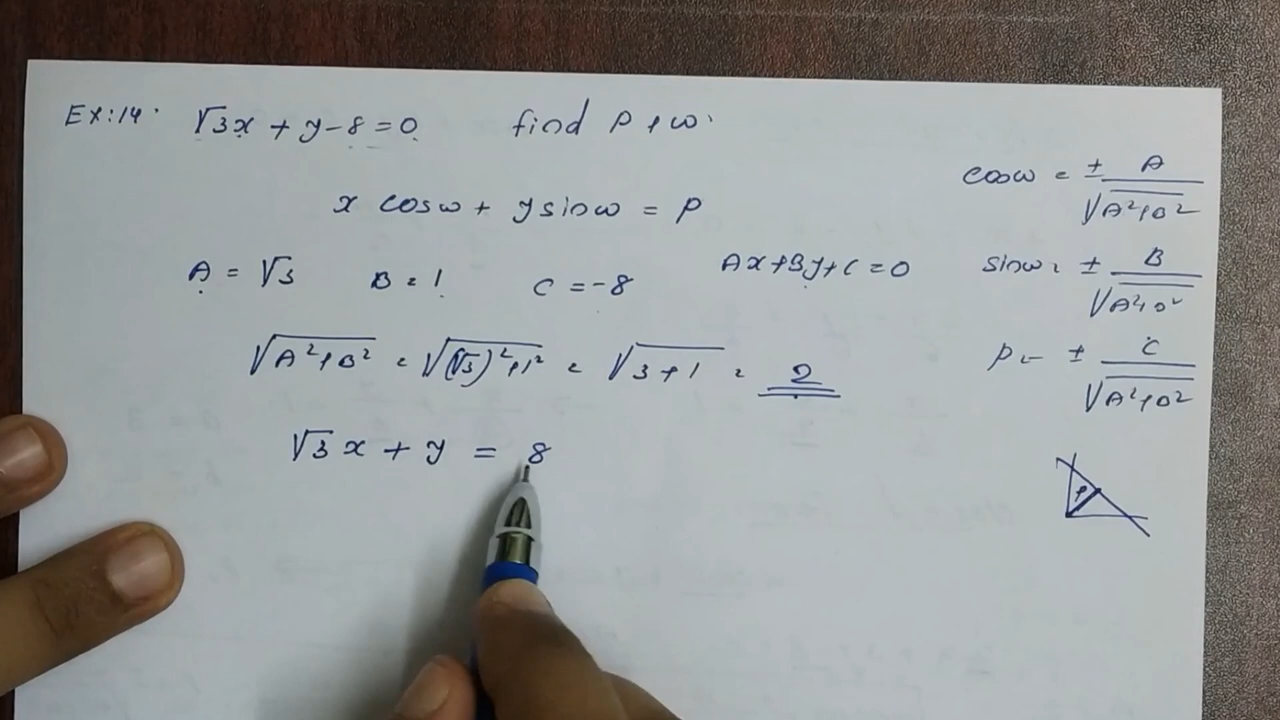 Ex:14. √3x + y - 8 = 0 find P & ω.
x cosω + y sinω = P
A = √3 B = 1 C = -8 Ax + By + C = 0
√A² + B² = √(√3)² + 1² = √3 + 1 = 2
√3 x + y = 8
cosω = ± A / √A² + B²
sinω = ± B / √A² + B²
P = ± C / √A² + B²
P